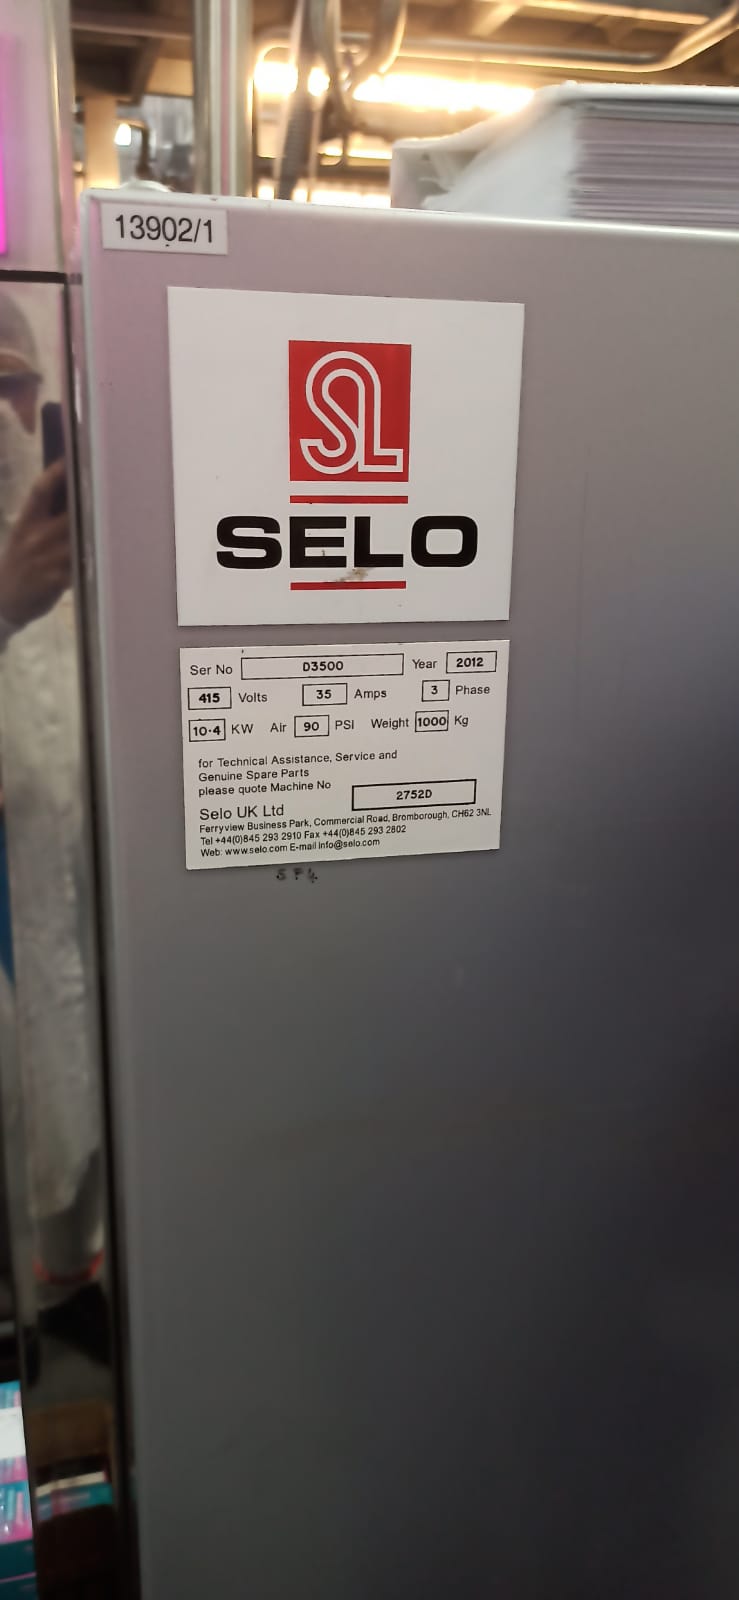 13902/1
SL
SELO
Ser No D3500 Year 2012
415 Volts 35 Amps 3 Phase
10·4 KW Air 90 PSI Weight 1000 Kg
for Technical Assistance, Service and
Genuine Spare Parts
please quote Machine No 2752D
Selo UK Ltd
Ferryview Business Park, Commercial Road, Bromborough, CH62 3NL
Tel +44(0)845 293 2910 Fax +44(0)845 293 2802
Web: www.selo.com E-mail info@selo.com